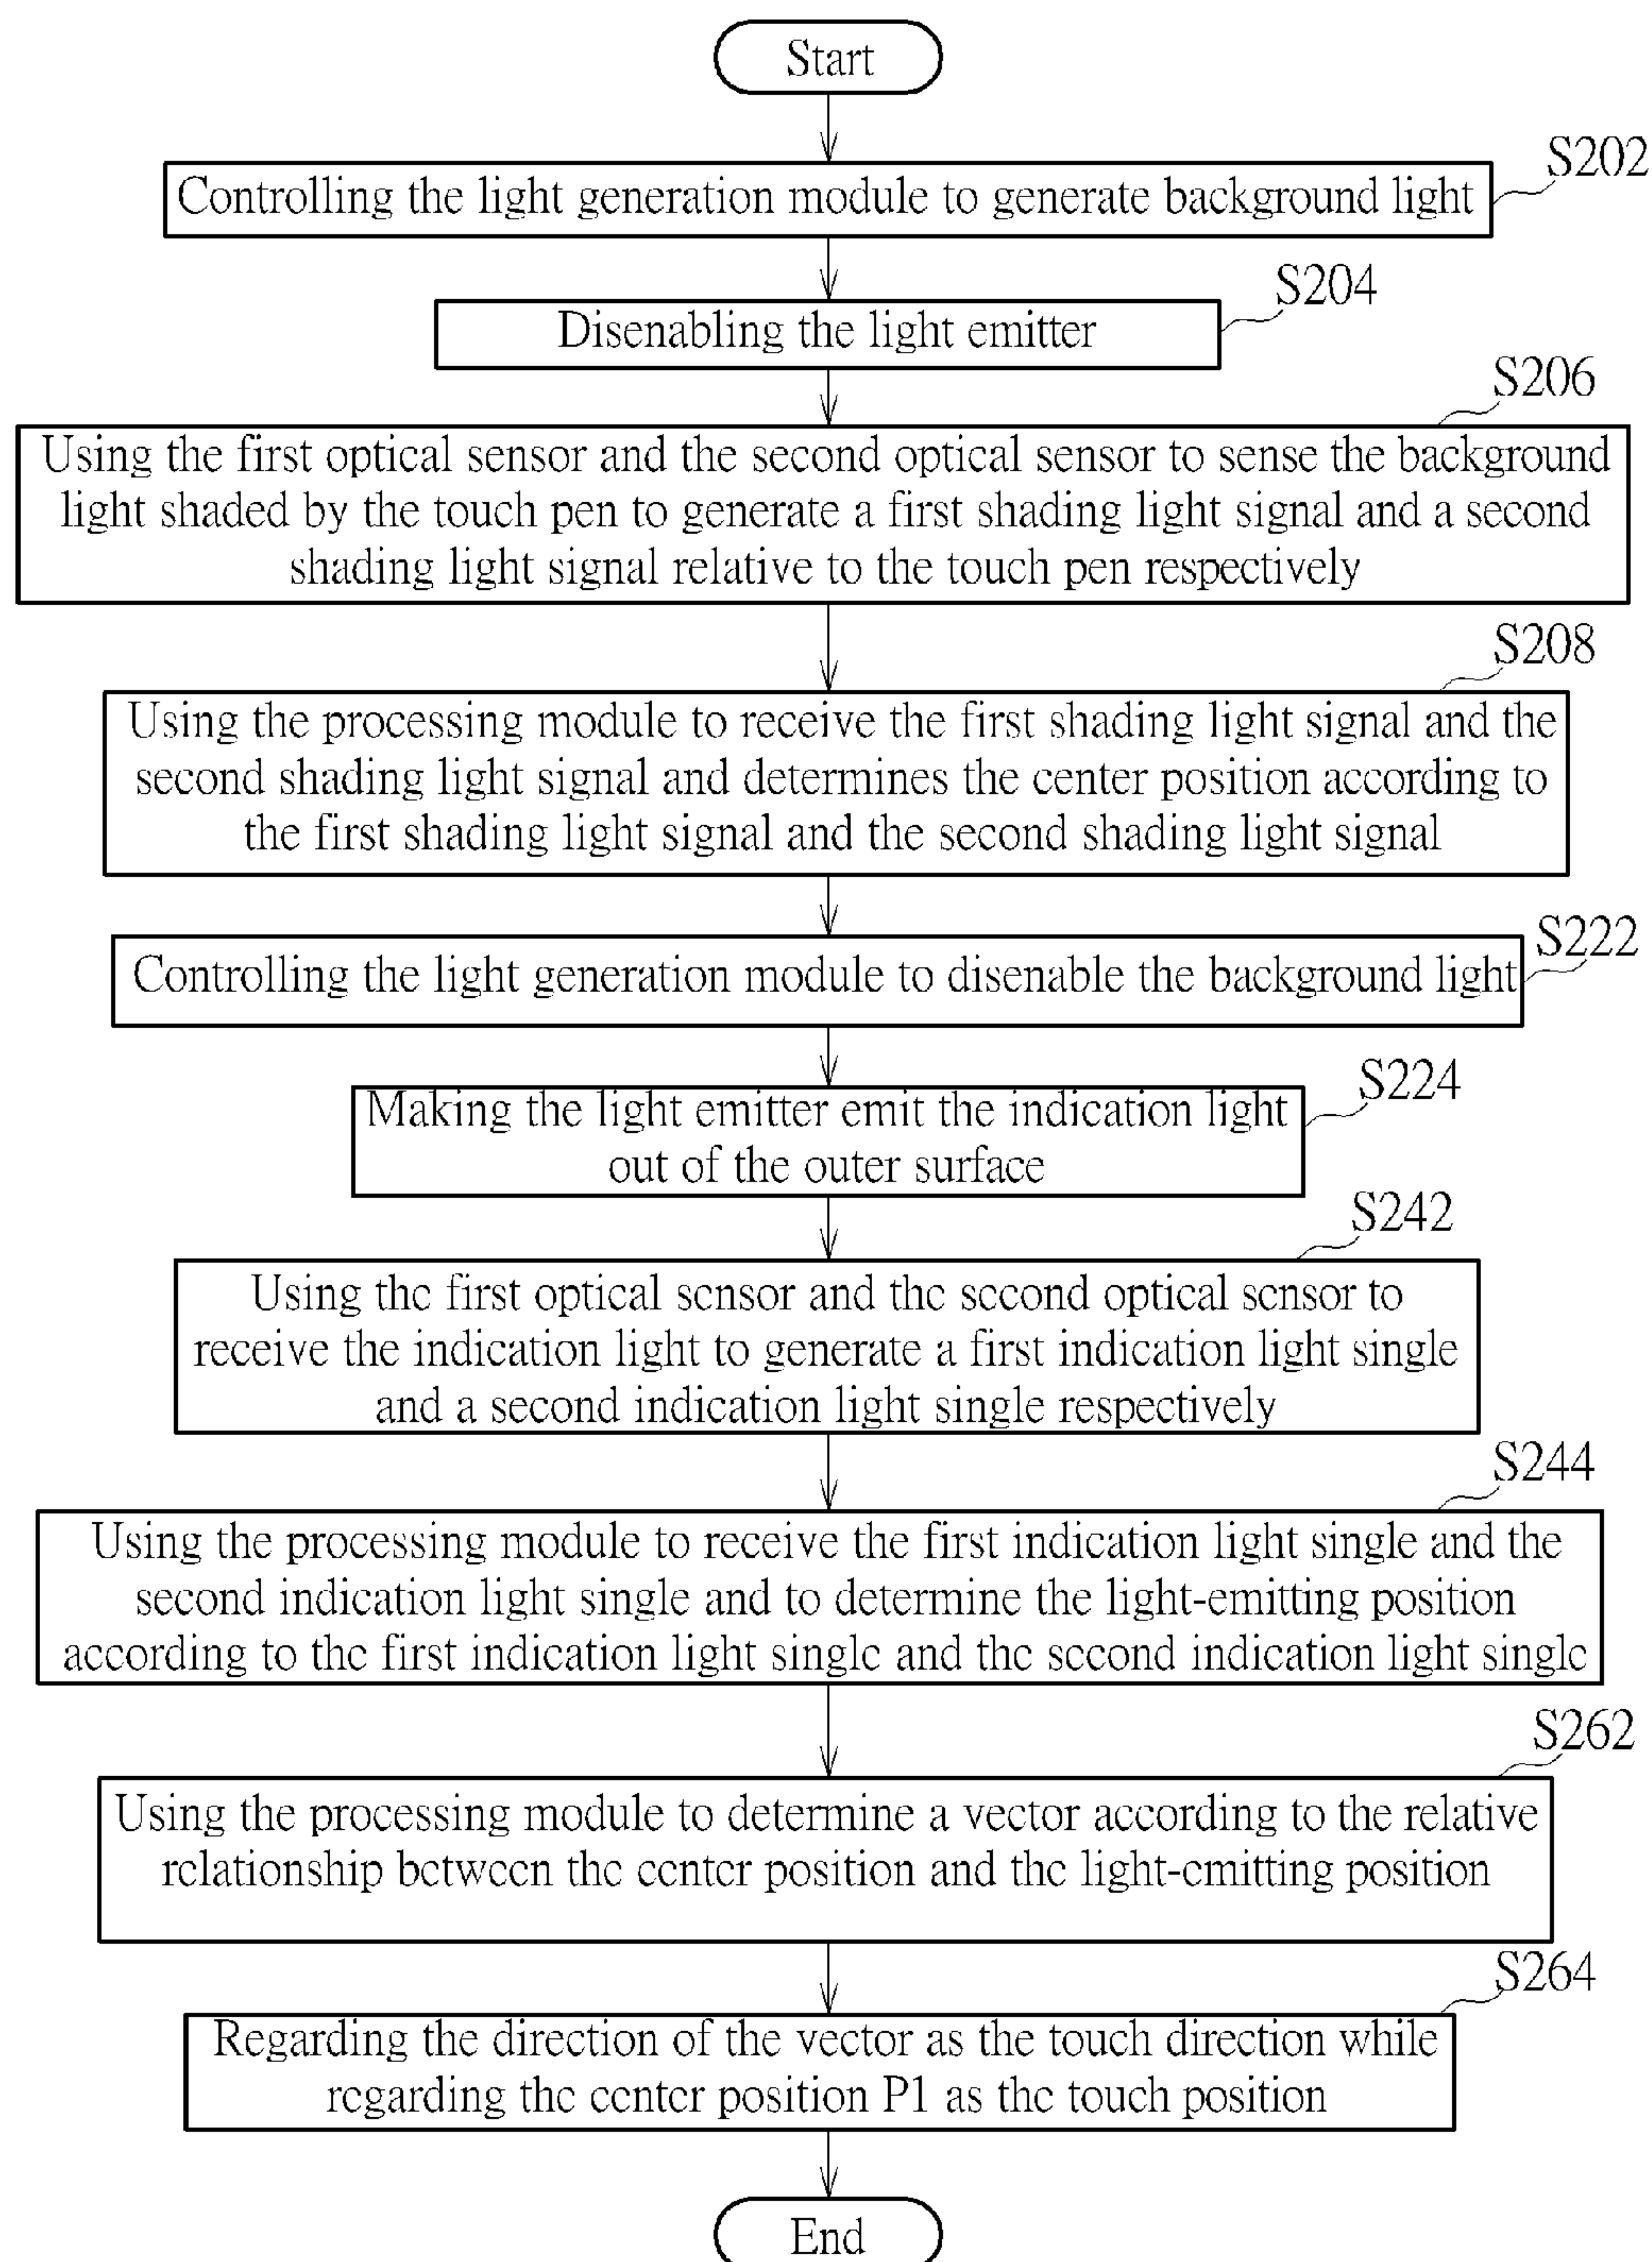 Start
S202
Controlling the light generation module to generate background light
S204
Disenabling the light emitter
S206
Using the first optical sensor and the second optical sensor to sense the background
light shaded by the touch pen to generate a first shading light signal and a second
shading light signal relative to the touch pen respectively
S208
Using the processing module to receive the first shading light signal and the
second shading light signal and determines the center position according to
the first shading light signal and the second shading light signal
S222
Controlling the light generation module to disenable the background light
S224
Making the light emitter emit the indication light
out of the outer surface
S242
Using the first optical sensor and the second optical sensor to
receive the indication light to generate a first indication light single
and a second indication light single respectively
S244
Using the processing module to receive the first indication light single and the
second indication light single and to determine the light-emitting position
according to the first indication light single and the second indication light single
S262
Using the processing module to determine a vector according to the relative
relationship between the center position and the light-emitting position
S264
Regarding the direction of the vector as the touch direction while
regarding the center position P1 as the touch position
End